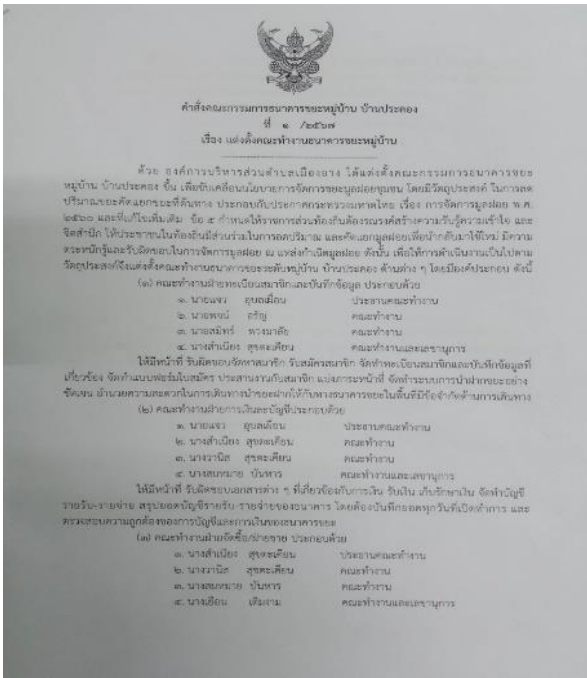 คำสั่งคณะกรรมการธนาคารขยะหมู่บ้าน บ้านประคอง
ที่ ๑ /๒๕๖๗
เรื่อง แต่งตั้งคณะทำงานธนาคารขยะหมู่บ้าน
ด้วย องค์การบริหารส่วนตำบลเมืองยาง ได้แต่งตั้งคณะกรรมการธนาคารขยะ
หมู่บ้าน บ้านประคอง ขึ้น เพื่อขับเคลื่อนนโยบายการจัดการขยะมูลฝอยชุมชน โดยมีวัตถุประสงค์ ในการลด
ปริมาณขยะคัดแยกขยะที่ต้นทาง ประกอบกับประกาศกระทรวงมหาดไทย เรื่อง การจัดการมูลฝอย พ.ศ.
๒๕๖๐ และที่แก้ไขเพิ่มเติม ข้อ ๕ กำหนดให้ราชการส่วนท้องถิ่นต้องรณรงค์สร้างความรับรู้ความเข้าใจ และ
จิตสำนึก ให้ประชาชนในท้องถิ่นมีส่วนร่วมในการลดปริมาณ และคัดแยกมูลฝอยเพื่อนำกลับมาใช้ใหม่ มีความ
ตระหนักรู้และรับผิดชอบในการจัดการมูลฝอย ณ แหล่งกำเนิดมูลฝอย ดังนั้น เพื่อให้การดำเนินงานเป็นไปตาม
วัตถุประสงค์จึงแต่งตั้งคณะทำงานธนาคารขยะระดับหมู่บ้าน บ้านประคอง ด้านต่าง ๆ โดยมีองค์ประกอบ ดังนี้
(๑) คณะทำงานฝ่ายทะเบียนสมาชิกและบันทึกข้อมูล ประกอบด้วย
๑. นายแจว ประธานคณะทำงาน
๒. นายพจน์ อรัญ คณะทำงาน
๓. นายสมิทร์ พวงมาลัย คณะทำงาน
๔. นางสำเนียง สุขตะเคียน คณะทำงานและเลขานุการ
ให้มีหน้าที่ รับผิดชอบจัดหาสมาชิก รับสมัครสมาชิก จัดทำทะเบียนสมาชิกและบันทึกข้อมูลที่
เกี่ยวข้อง จัดทำแบบฟอร์มใบสมัคร ประสานงานกับสมาชิก แบ่งภาระหน้าที่ จัดทำระบบการนำฝากขยะอย่าง
ชัดเจน อำนวยความสะดวกในการเดินทางนำขยะฝากให้กับทางธนาคารขยะในพื้นที่มีข้อจำกัดด้านการเดินทาง
(๒) คณะทำงานฝ่ายการเงินและบัญชีประกอบด้วย
๑. นายแจว ประธานคณะทำงาน
๒. นางสำเนียง สุขตะเคียน คณะทำงาน
๓. นางวานิส สุขตะเคียน คณะทำงาน
๔. นางสมหมาย บันหาร คณะทำงานและเลขานุการ
ให้มีหน้าที่ รับผิดชอบเอกสารต่าง ๆ ที่เกี่ยวข้องกับการเงิน รับเงิน เก็บรักษาเงิน จัดทำบัญชี
รายรับ-รายจ่าย สรุปยอดบัญชีรายรับ-รายจ่ายของธนาคาร โดยต้องบันทึกยอดทุกวันที่เปิดทำการ และ
ตรวจสอบความถูกต้องของการบัญชีและการเงินของธนาคารขยะ
(๓) คณะทำงานฝ่ายจัดซื้อ/ฝ่ายขาย ประกอบด้วย
๑. นางสำเนียง สุขตะเคียน ประธานคณะทำงาน
๒. นางวานิส สุขตะเคียน คณะทำงาน
๓. นางสมหมาย บันหาร คณะทำงาน
๔. นางเยือน เติมงาม คณะทำงานและเลขานุการ